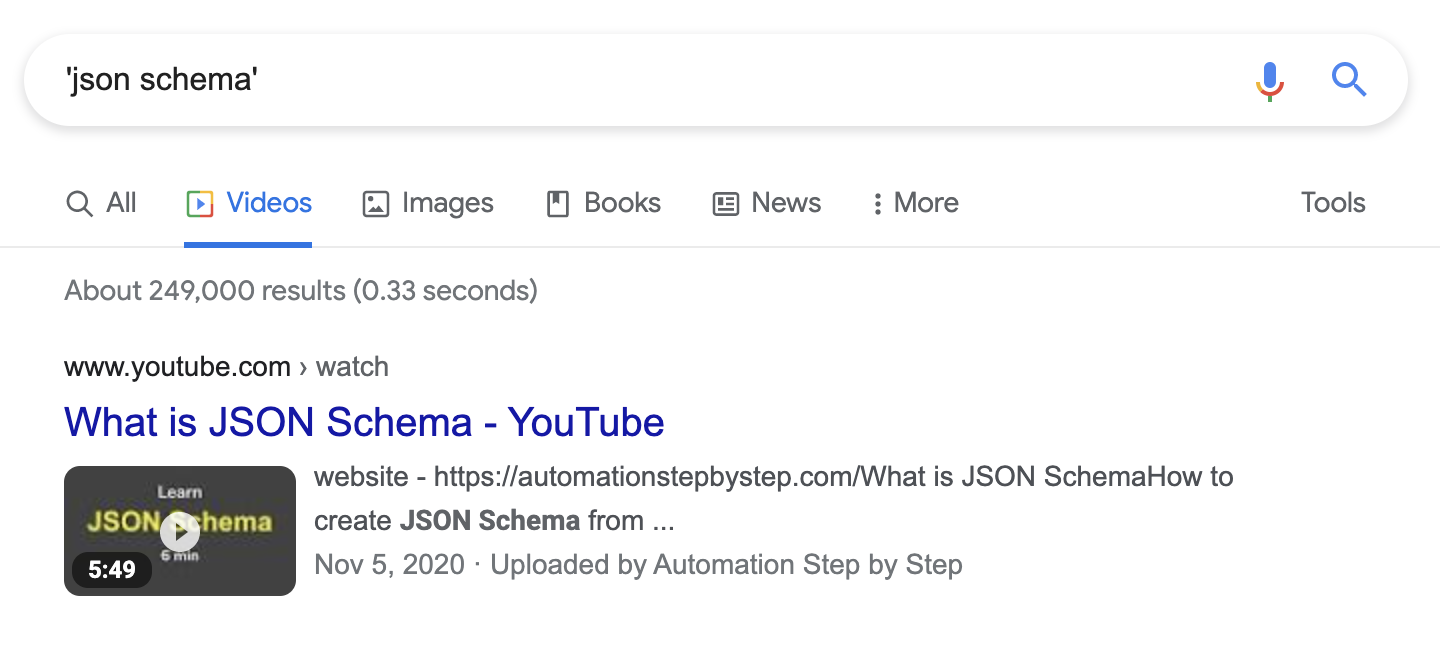 'json schema'
All Videos Images Books News More Tools
About 249,000 results (0.33 seconds)
www.youtube.com › watch
What is JSON Schema - YouTube
Learn
JSON Schema
6 min
5:49
website - https://automationstepbystep.com/What is JSON SchemaHow to
create JSON Schema from ...
Nov 5, 2020 · Uploaded by Automation Step by Step